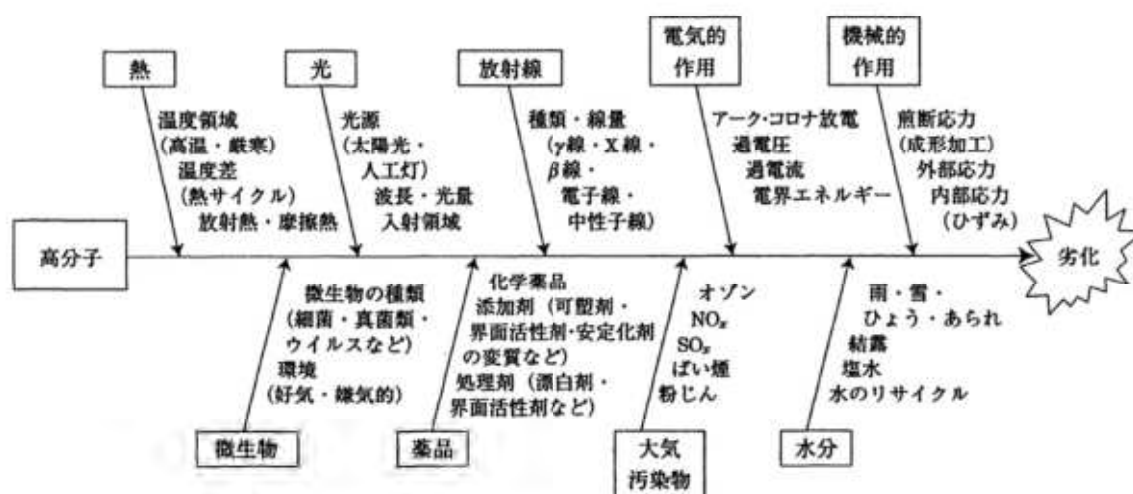 熱
温度領域
(高温・厳寒)
温度差
(熱サイクル)
放射熱・摩擦熱
光
光源
(太陽光・
人工灯)
波長・光量
入射領域
放射線
種類・線量
(γ線・X線・
β線・
電子線・
中性子線)
電気的
作用
アーク・コロナ放電
過電圧
過電流
電界エネルギー
機械的
作用
煎断応力
(成形加工)
外部応力
内部応力
(ひずみ)
高分子
劣化
微生物の種類
(細菌・真菌類・
ウイルスなど)
環境
(好気・嫌気的)
微生物
化学薬品
添加剤(可塑剤・
界面活性剤・安定化剤
の変質など)
処理剤(漂白剤・
界面活性剤など)
薬品
オゾン
NOx
SOx
ばい煙
粉じん
大気
汚染物
雨・雪・
ひょう・あられ
結露
塩水
水のリサイクル
水分